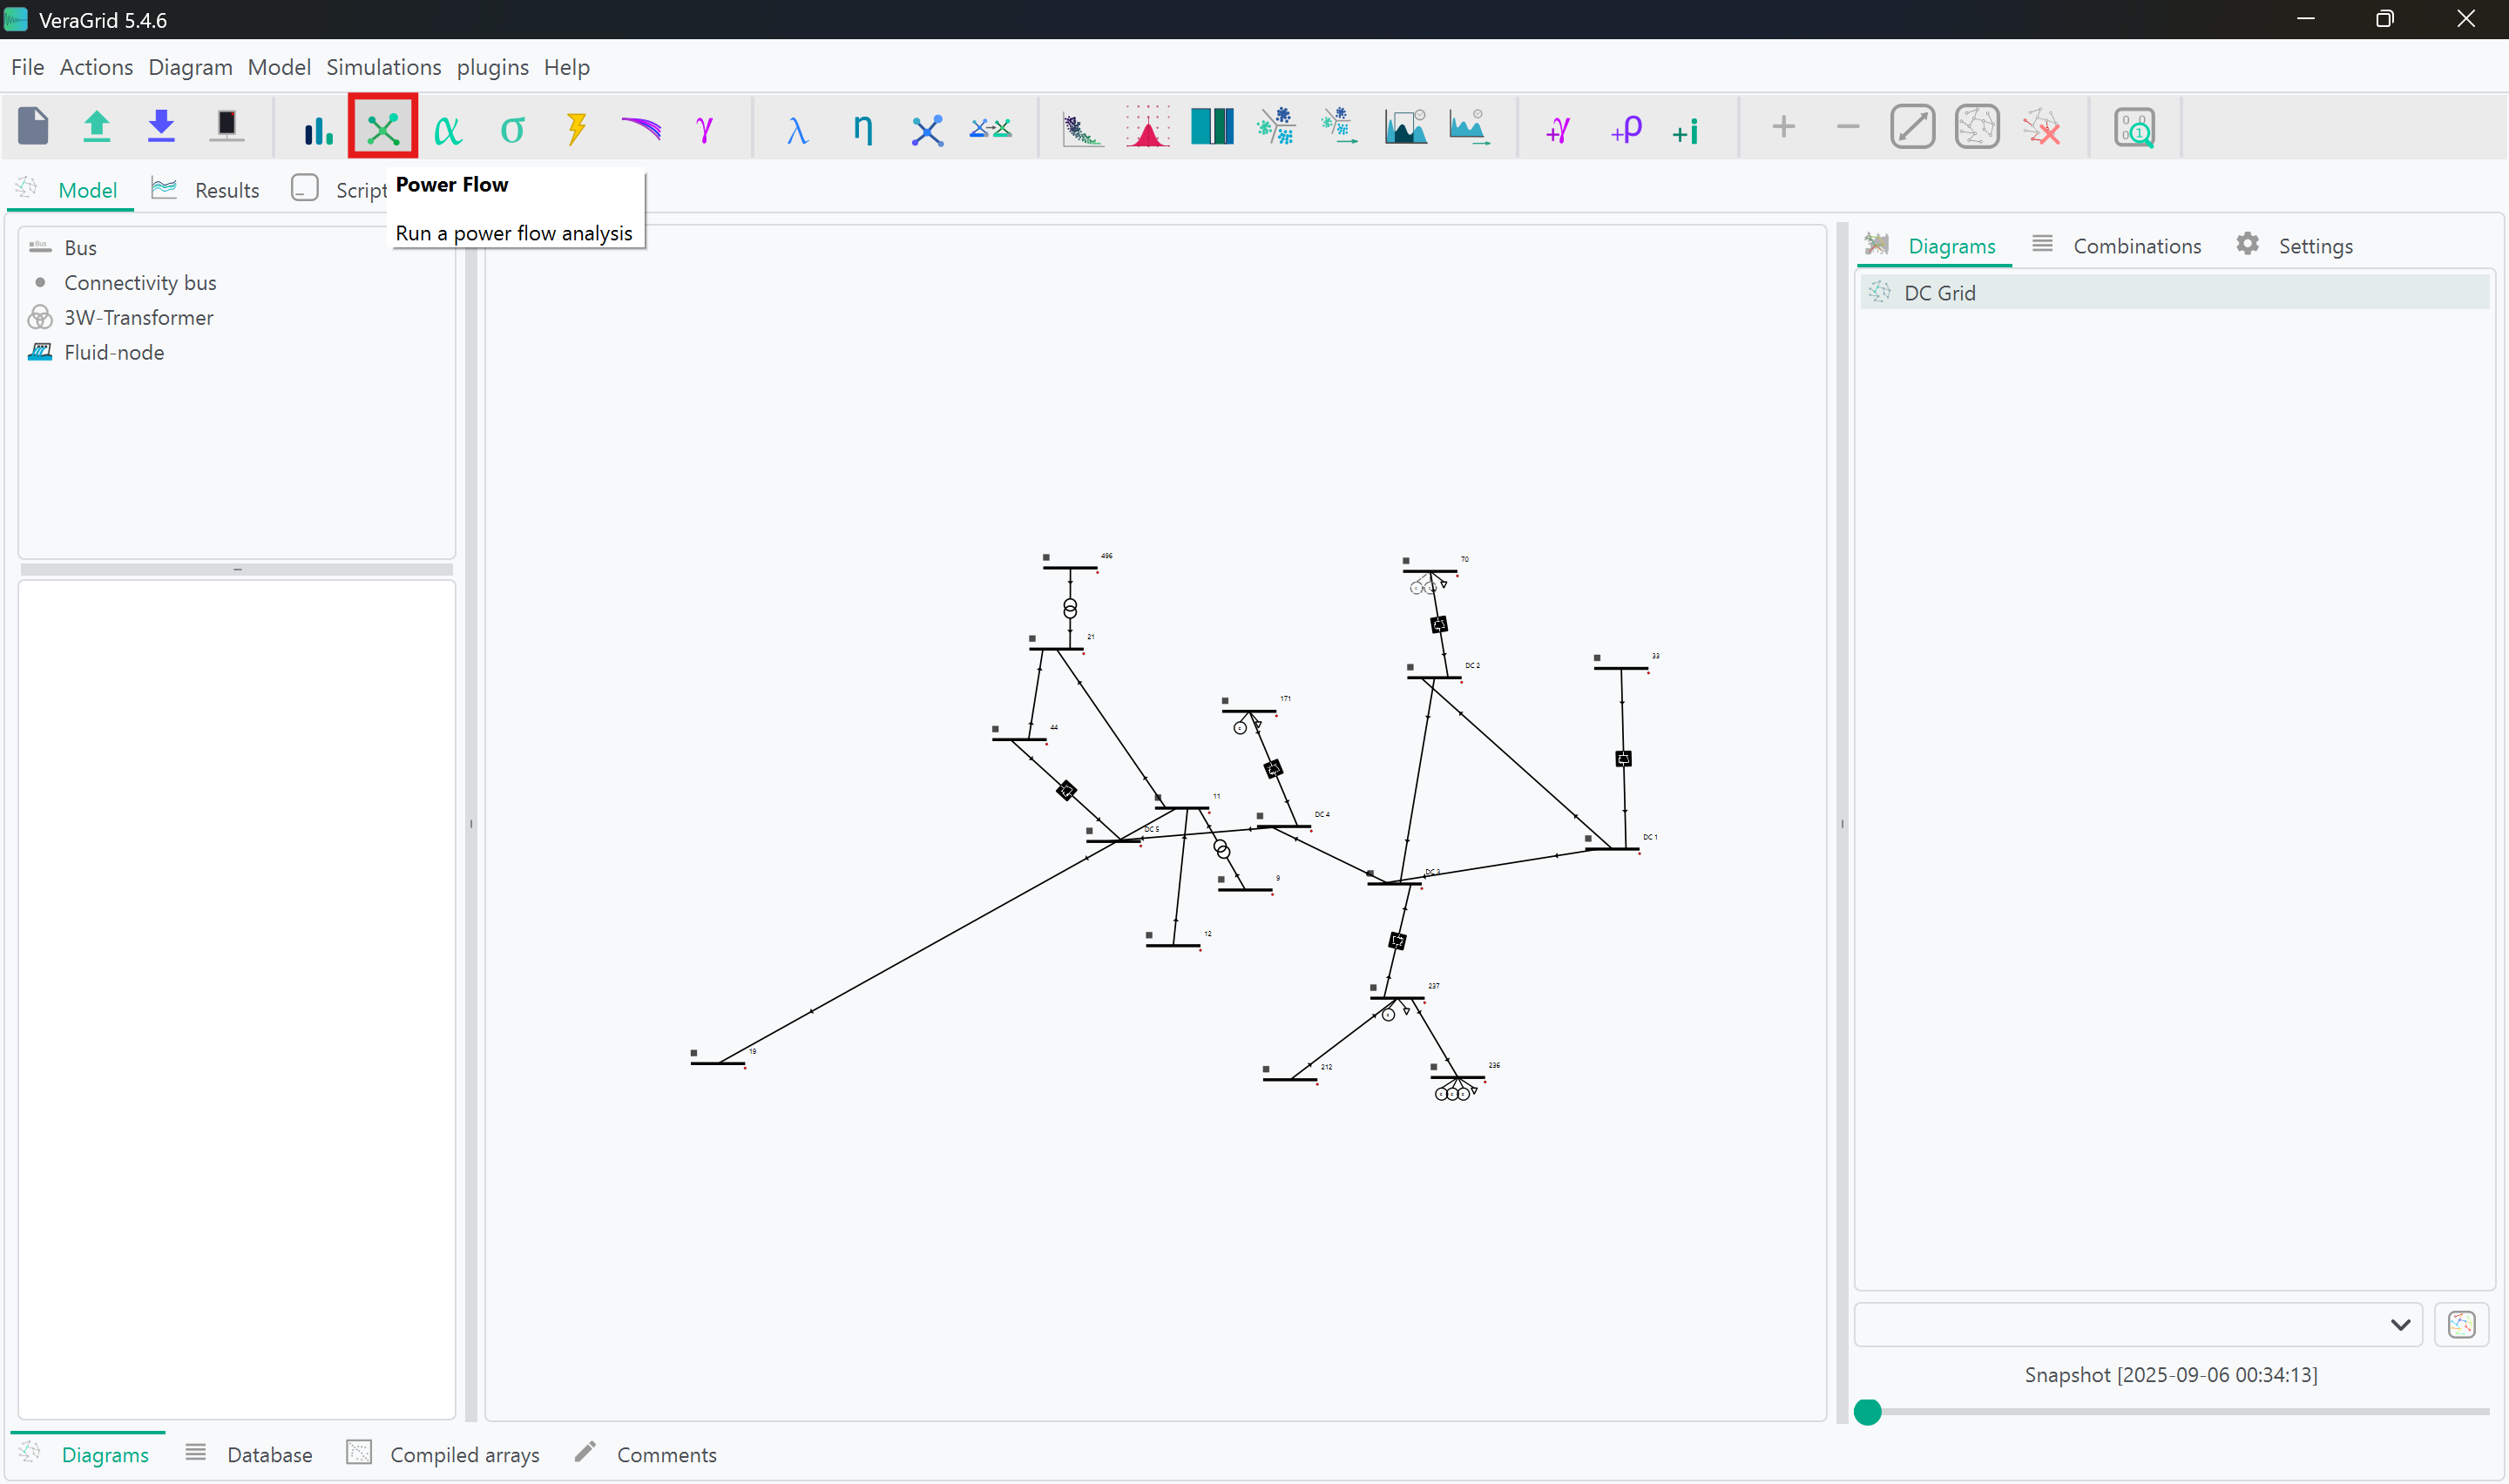 VeraGrid 5.4.6
File Actions Diagram Model Simulations plugins Help
α σ γ λ η +γ +ρ +i
Model Results Script
Power Flow
Run a power flow analysis
Bus
Connectivity bus
3W-Transformer
Fluid-node
Diagrams Combinations Settings
DC Grid
496
70
21
DC 2
33
171
44
11
DC 4
DC 5
DC 1
DC 3
9
12
237
19
212
236
Snapshot [2025-09-06 00:34:13]
Diagrams Database Compiled arrays Comments